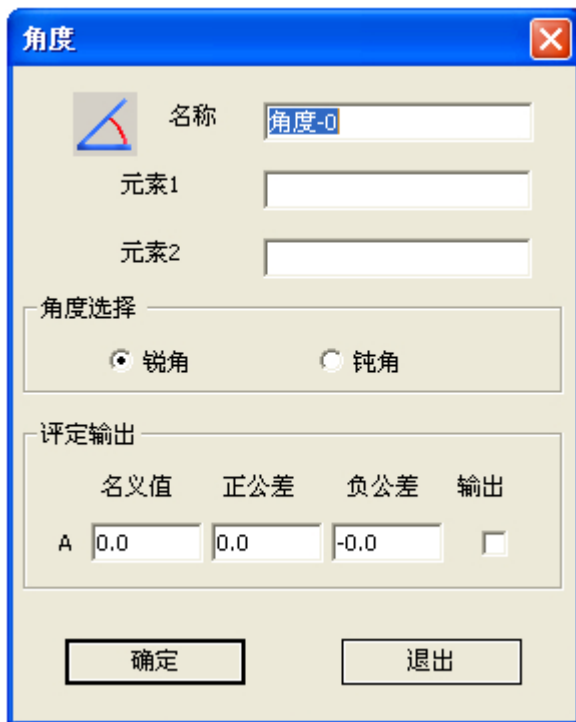 角度
名称 角度-0
元素1
元素2
角度选择
锐角 钝角
评定输出
名义值 正公差 负公差 输出
A 0.0 0.0 -0.0
确定 退出